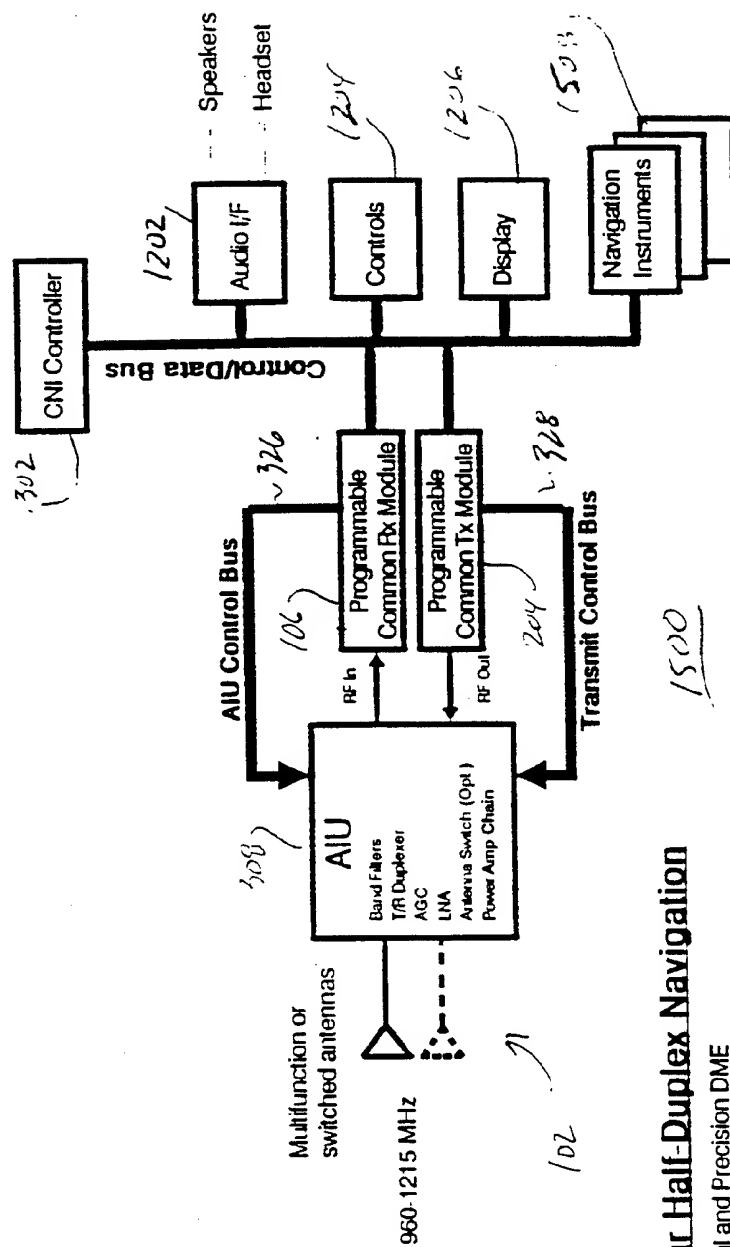 302
CNI Controller
1202
Audio I/F
Speakers
Headset
1204
Controls
1206
Display
1508
Navigation
Instruments
Control/Data Bus
AIU Control Bus
326
106
Programmable
Common Rx Module
Programmable
Common Tx Module
204
328
Transmit Control Bus
RF In
RF Out
308
AIU
Band Filters
T/R Duplexer
AGC
LNA
Antenna Switch (Opt)
Power Amp Chain
Multifunction or
switched antennas
960-1215 MHz
102
1500
Half-Duplex Navigation
and Precision DME